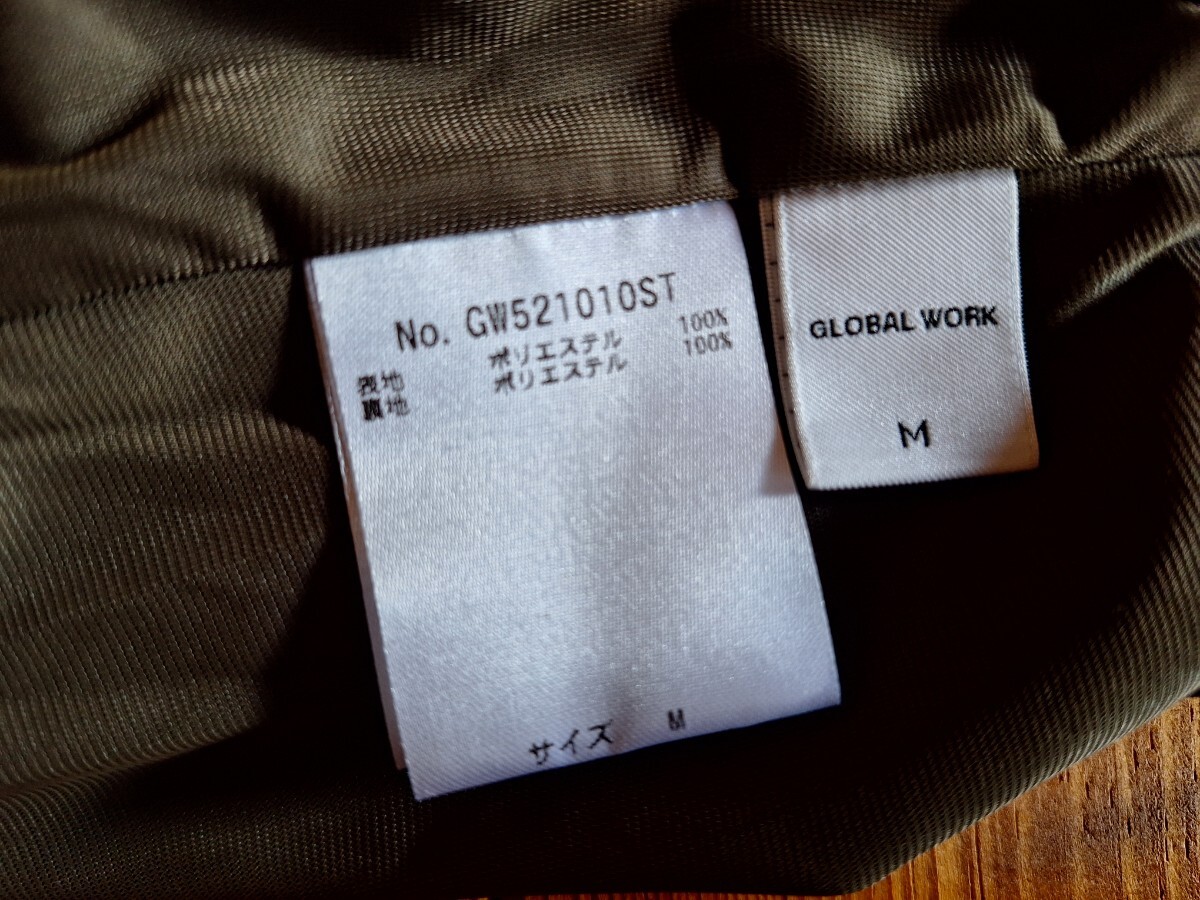 No. GW521010ST
表地 ポリエステル 100%
裏地 ポリエステル 100%
サイズ M
GLOBAL WORK
M